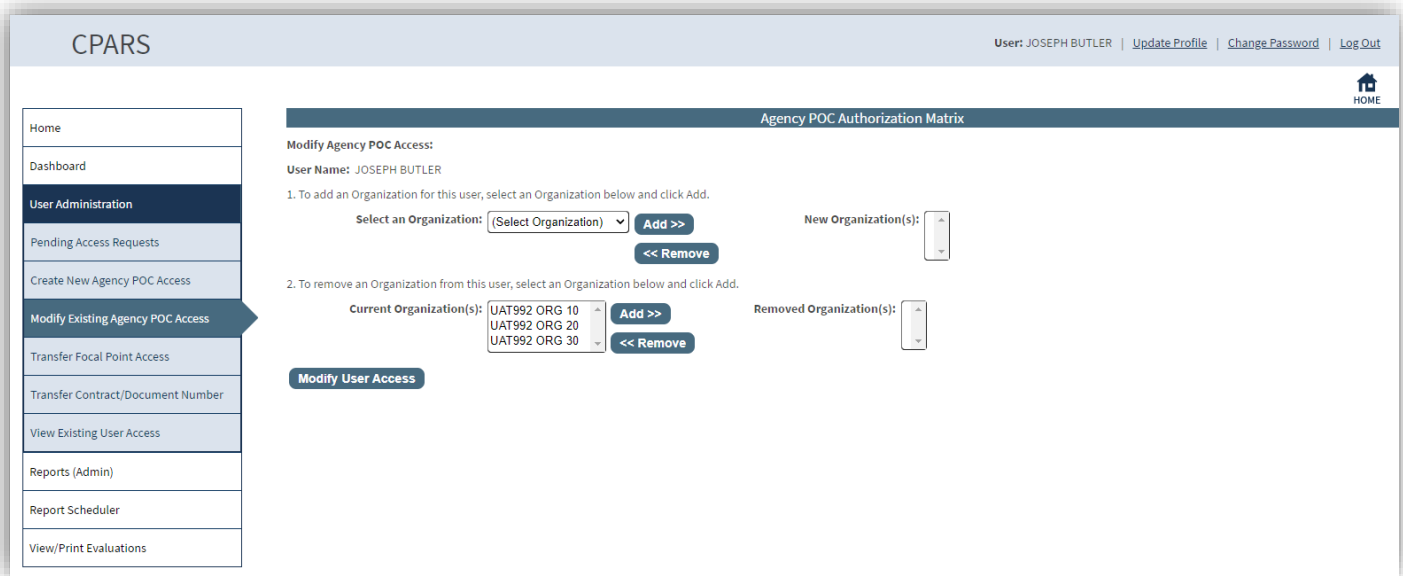 CPARS
User: JOSEPH BUTLER | Update Profile | Change Password | Log Out
HOME
Home
Dashboard
User Administration
Pending Access Requests
Create New Agency POC Access
Modify Existing Agency POC Access
Transfer Focal Point Access
Transfer Contract/Document Number
View Existing User Access
Reports (Admin)
Report Scheduler
View/Print Evaluations
Agency POC Authorization Matrix
Modify Agency POC Access:
User Name: JOSEPH BUTLER
1. To add an Organization for this user, select an Organization below and click Add.
Select an Organization: (Select Organization) Add >> New Organization(s):
<< Remove
2. To remove an Organization from this user, select an Organization below and click Add.
Current Organization(s): UAT992 ORG 10 Add >> Removed Organization(s):
UAT992 ORG 20
UAT992 ORG 30 << Remove
Modify User Access